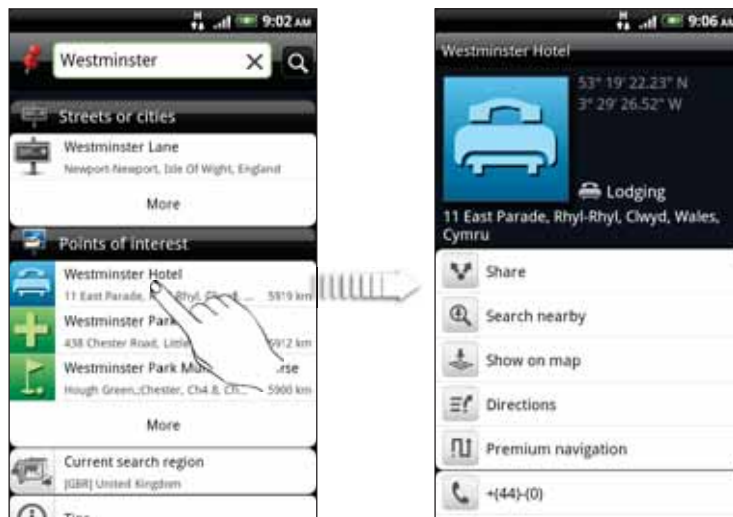 9:02 AM
Westminster
Streets or cities
Westminster Lane
Newport-Newport, Isle Of Wight, England
More
Points of interest
Westminster Hotel
11 East Parade, 5919 km
Westminster Park
438 Chester Road, 5912 km
Westminster Park
Hough Green,;Chester, Ch4 8, 5900 km
More
Current search region
[GBR] United Kingdom
Tips
9:06 AM
Westminster Hotel
53° 19' 22.23" N
3° 29' 26.52" W
Lodging
11 East Parade, Rhyl-Rhyl, Clwyd, Wales,
Cymru
Share
Search nearby
Show on map
Directions
Premium navigation
+(44)-(0)